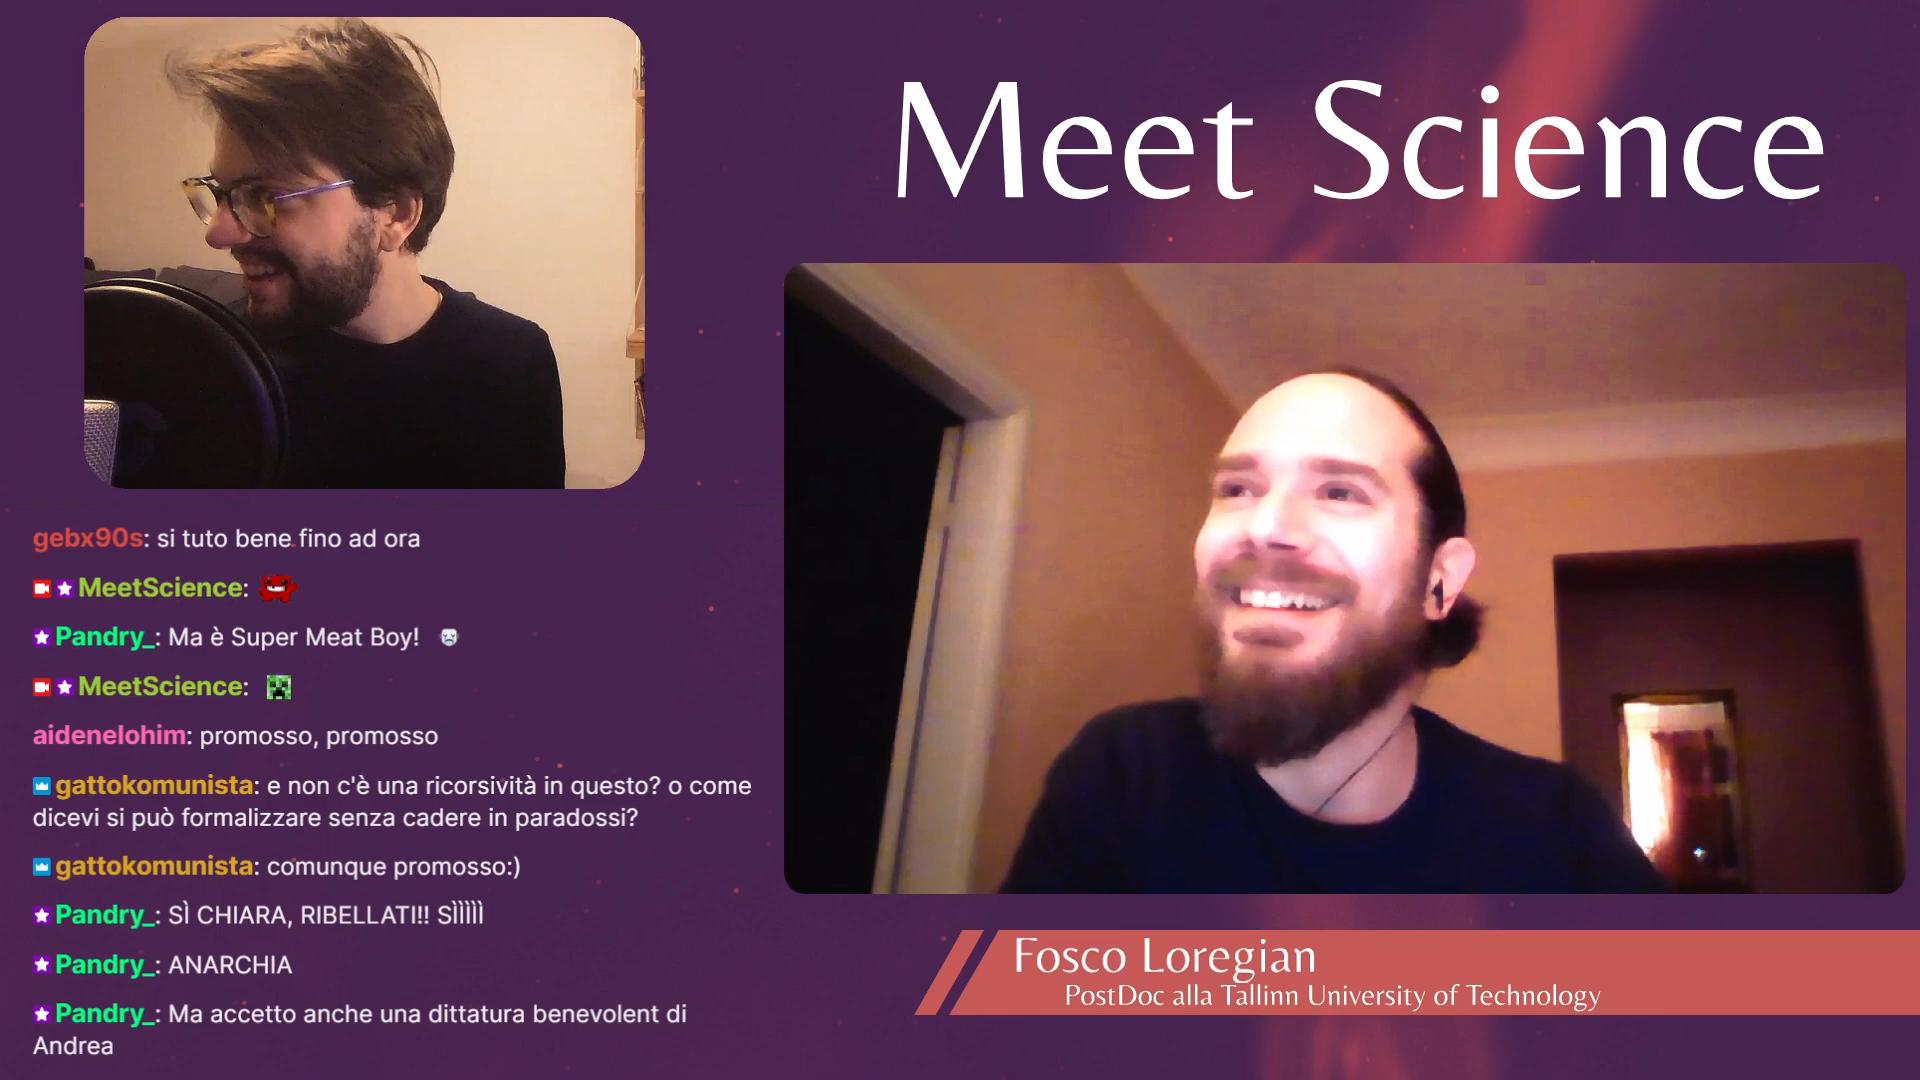 Meet Science
gebx90s: si tuto bene fino ad ora
MeetScience:
Pandry_: Ma è Super Meat Boy!
MeetScience:
aidenelohim: promosso, promosso
gattokomunista: e non c'è una ricorsività in questo? o come
dicevi si può formalizzare senza cadere in paradossi?
gattokomunista: comunque promosso:)
Pandry_: SÌ CHIARA, RIBELLATI!! SÌÌÌÌÌ
Pandry_: ANARCHIA
Pandry_: Ma accetto anche una dittatura benevolent di
Andrea
Fosco Loregian
PostDoc alla Tallinn University of Technology